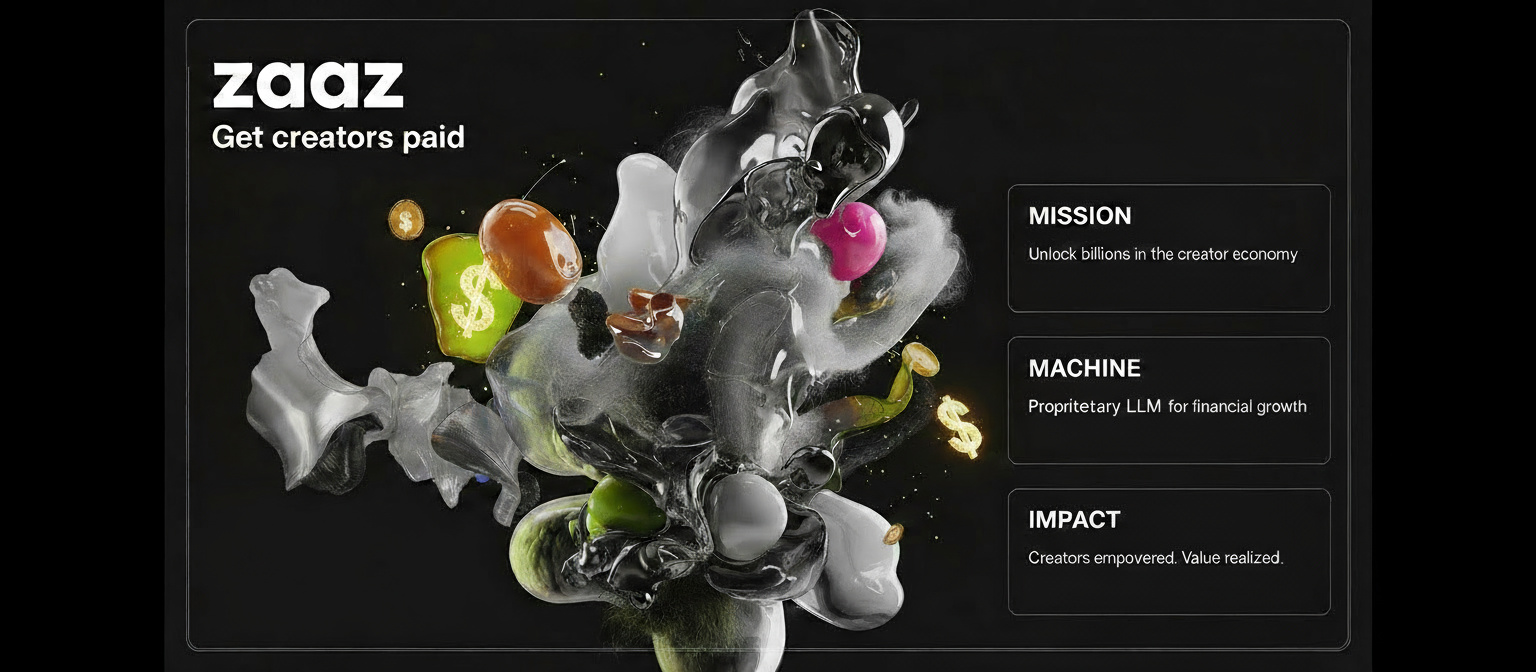 zaaz
Get creators paid
$
$
$
MISSION
Unlock billions in the creator economy
MACHINE
Propritetary LLM for financial growth
IMPACT
Creators empovered. Value realized.